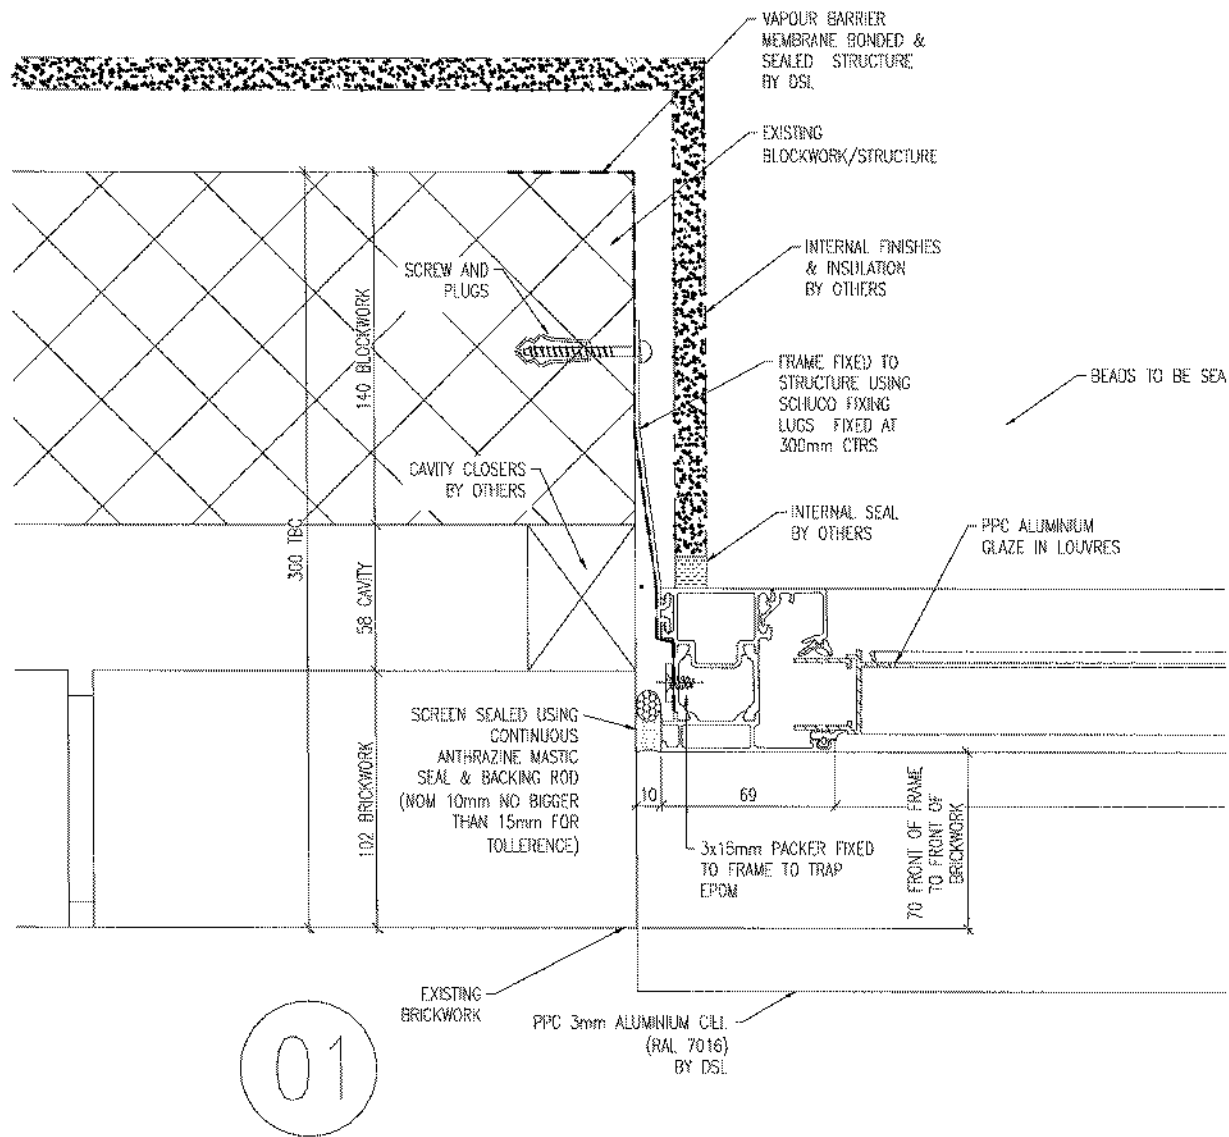 VAPOUR BARRIER
MEMBRANE BONDED &
SEALED STRUCTURE
BY DSL
EXISTING
BLOCKWORK/STRUCTURE
INTERNAL FINISHES
& INSULATION
BY OTHERS
SCREW AND
PLUGS
140 BLOCKWORK
FRAME FIXED TO
STRUCTURE USING
SCHUCO FIXING
LUGS FIXED AT
300mm CTRS
BEADS TO BE SEA
CAVITY CLOSERS
BY OTHERS
INTERNAL SEAL
BY OTHERS
PPC ALUMINIUM
GLAZE IN LOUVRES
300 TBC
58 CAVITY
SCREEN SEALED USING
CONTINUOUS
ANTHRAZINE MASTIC
SEAL & BACKING ROD
(NOM 10mm NO BIGGER
THAN 15mm FOR
TOLLERENCE)
102 BRICKWORK
10
69
3x15mm PACKER FIXED
TO FRAME TO TRAP
EPDM
70 FRONT OF FRAME
TO FRONT OF
BRICKWORK
EXISTING
BRICKWORK
PPC 3mm ALUMINIUM CILL
(RAL 7016)
BY DSL
01